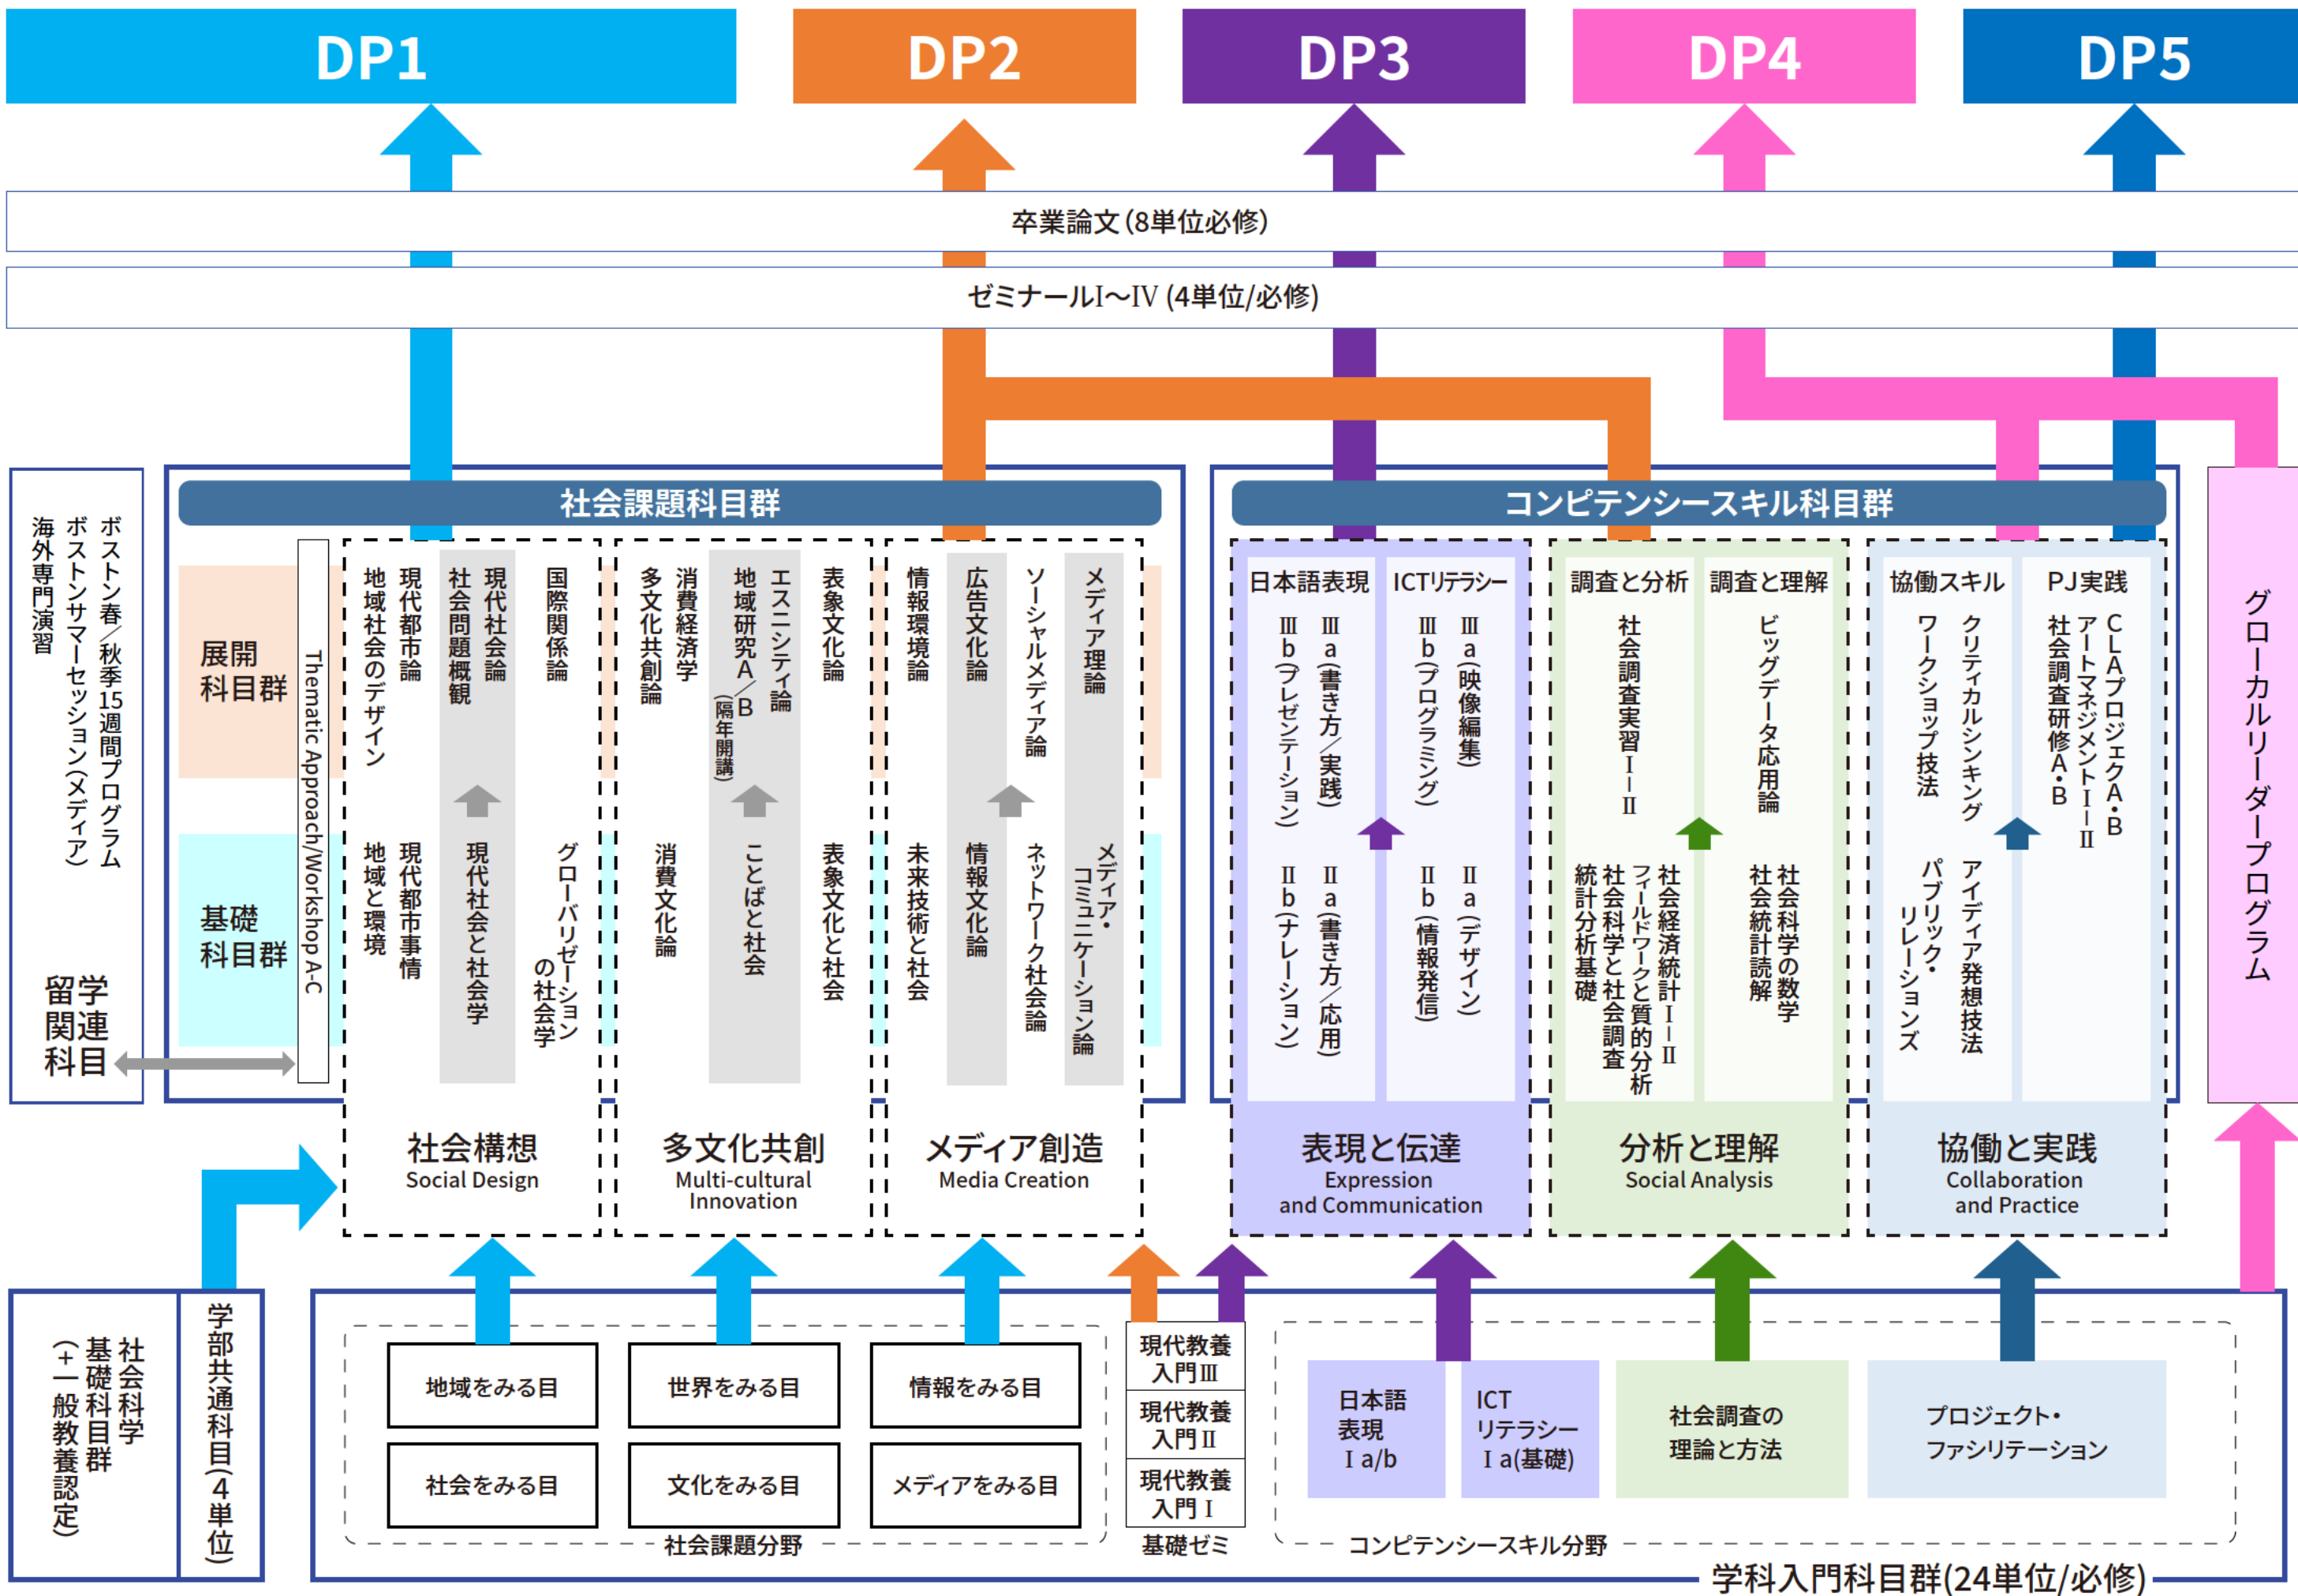 DP1
DP2
DP3
DP4
DP5
卒業論文(8単位必修)
ゼミナールⅠ～Ⅳ (4単位/必修)
ボストン春／秋季15週間プログラム
ボストンサマーセッション(メディア)
海外専門演習
留学
関連
科目
社会課題科目群
展開
科目群
基礎
科目群
Thematic Approach/Workshop A-C
国際関係論
現代社会論
社会問題概観
現代都市論
地域社会のデザイン
グローバリゼーション
の社会学
現代社会と社会学
現代都市事情
地域と環境
社会構想
Social Design
表象文化論
エスニシティ論
地域研究A／B
(隔年開講)
消費経済学
多文化共創論
表象文化と社会
ことばと社会
消費文化論
多文化共創
Multi-cultural
Innovation
メディア理論
ソーシャルメディア論
広告文化論
情報環境論
メディア・
コミュニケーション論
ネットワーク社会論
情報文化論
未来技術と社会
メディア創造
Media Creation
コンピテンシースキル科目群
日本語表現
Ⅲa(書き方／実践)
Ⅲb(プレゼンテーション)
Ⅱa(書き方／応用)
Ⅱb(ナレーション)
ICTリテラシー
Ⅲa(映像編集)
Ⅲb(プログラミング)
Ⅱa(デザイン)
Ⅱb(情報発信)
表現と伝達
Expression
and Communication
調査と分析
社会調査実習Ⅰ－Ⅱ
社会経済統計Ⅰ－Ⅱ
フィールドワークと質的分析
社会科学と社会調査
統計分析基礎
調査と理解
ビッグデータ応用論
社会科学の数学
社会統計読解
分析と理解
Social Analysis
協働スキル
クリティカルシンキング
ワークショップ技法
アイディア発想技法
パブリック・
リレーションズ
PJ実践
CLAプロジェクトA・B
アートマネジメントⅠ－Ⅱ
社会調査研修A・B
協働と実践
Collaboration
and Practice
グローカルリーダープログラム
社会科学
基礎科目群
(＋一般教養認定)
学部共通科目(4単位)
地域をみる目
世界をみる目
情報をみる目
社会をみる目
文化をみる目
メディアをみる目
社会課題分野
現代教養
入門Ⅲ
現代教養
入門Ⅱ
現代教養
入門Ⅰ
基礎ゼミ
日本語
表現
Ⅰa/b
ICT
リテラシー
Ⅰa(基礎)
社会調査の
理論と方法
プロジェクト・
ファシリテーション
コンピテンシースキル分野
学科入門科目群(24単位/必修)